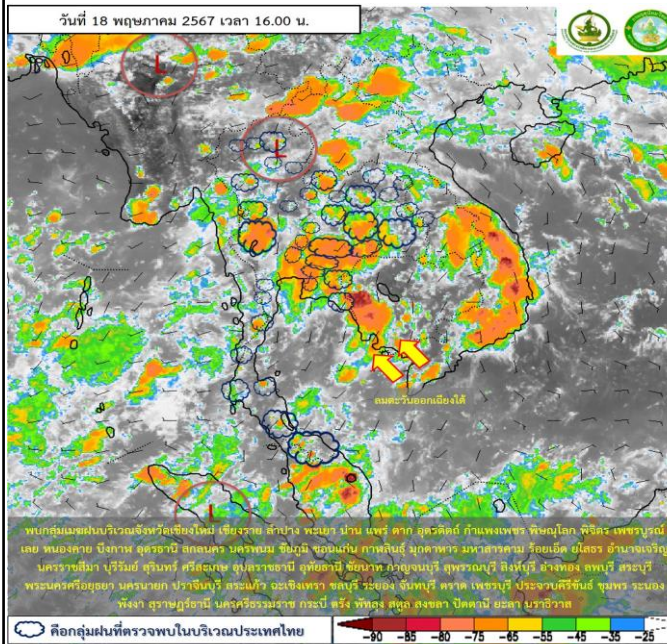 วันที่ 18 พฤษภาคม 2567 เวลา 16.00 น.
L
L
ลมตะวันออกเฉียงใต้
L
พบกลุ่มเมฆฝนบริเวณจังหวัดเชียงใหม่ เชียงราย ลำปาง พะเยา น่าน แพร่ ตาก อุตรดิตถ์ กำแพงเพชร พิษณุโลก พิจิตร เพชรบูรณ์
เลย หนองคาย บึงกาฬ อุดรธานี สกลนคร นครพนม ชัยภูมิ ขอนแก่น กาฬสินธุ์ มุกดาหาร มหาสารคาม ร้อยเอ็ด ยโสธร อำนาจเจริญ
นครราชสีมา บุรีรัมย์ สุรินทร์ ศรีสะเกษ อุบลราชธานี อุทัยธานี ชัยนาท กาญจนบุรี สุพรรณบุรี สิงห์บุรี อ่างทอง ลพบุรี สระบุรี
พระนครศรีอยุธยา นครนายก ปราจีนบุรี สระแก้ว ฉะเชิงเทรา ชลบุรี ระยอง จันทบุรี ตราด เพชรบุรี ประจวบคีรีขันธ์ ชุมพร ระนอง
พังงา สุราษฎร์ธานี นครศรีธรรมราช กระบี่ ตรัง พัทลุง สตูล สงขลา ปัตตานี ยะลา นราธิวาส
คือกลุ่มฝนที่ตรวจพบในบริเวณประเทศไทย
-90 -85 -80 -75 -65 -55 -45 -35 -25